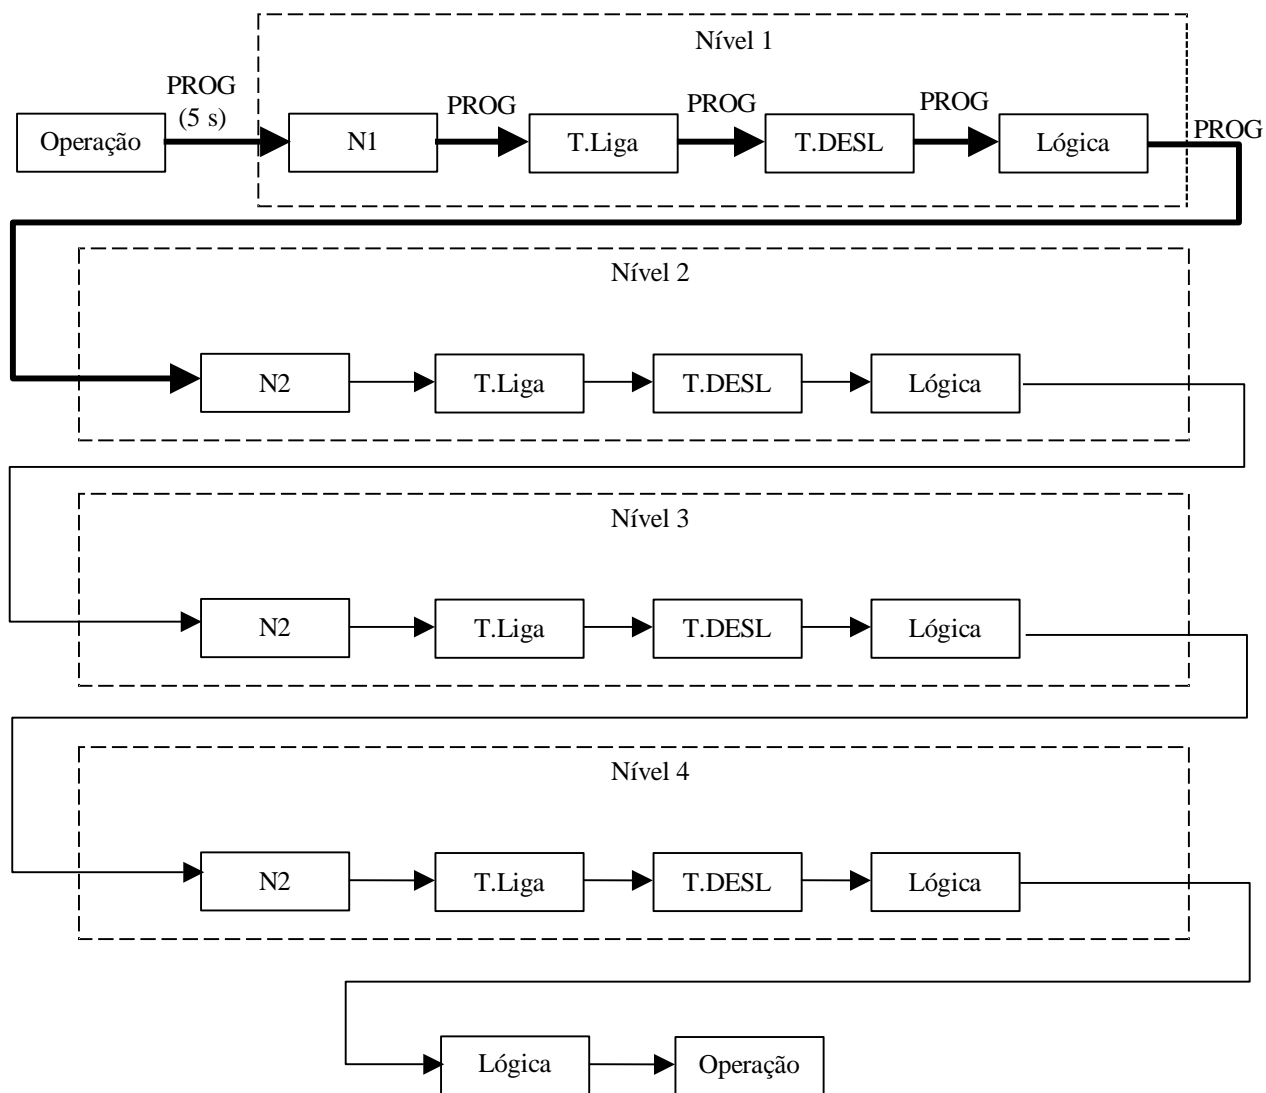 Nível 1
PROG
(5 s)
PROG
PROG
PROG
PROG
Operação
N1
T.Liga
T.DESL
Lógica
Nível 2
N2
T.Liga
T.DESL
Lógica
Nível 3
N2
T.Liga
T.DESL
Lógica
Nível 4
N2
T.Liga
T.DESL
Lógica
Lógica
Operação